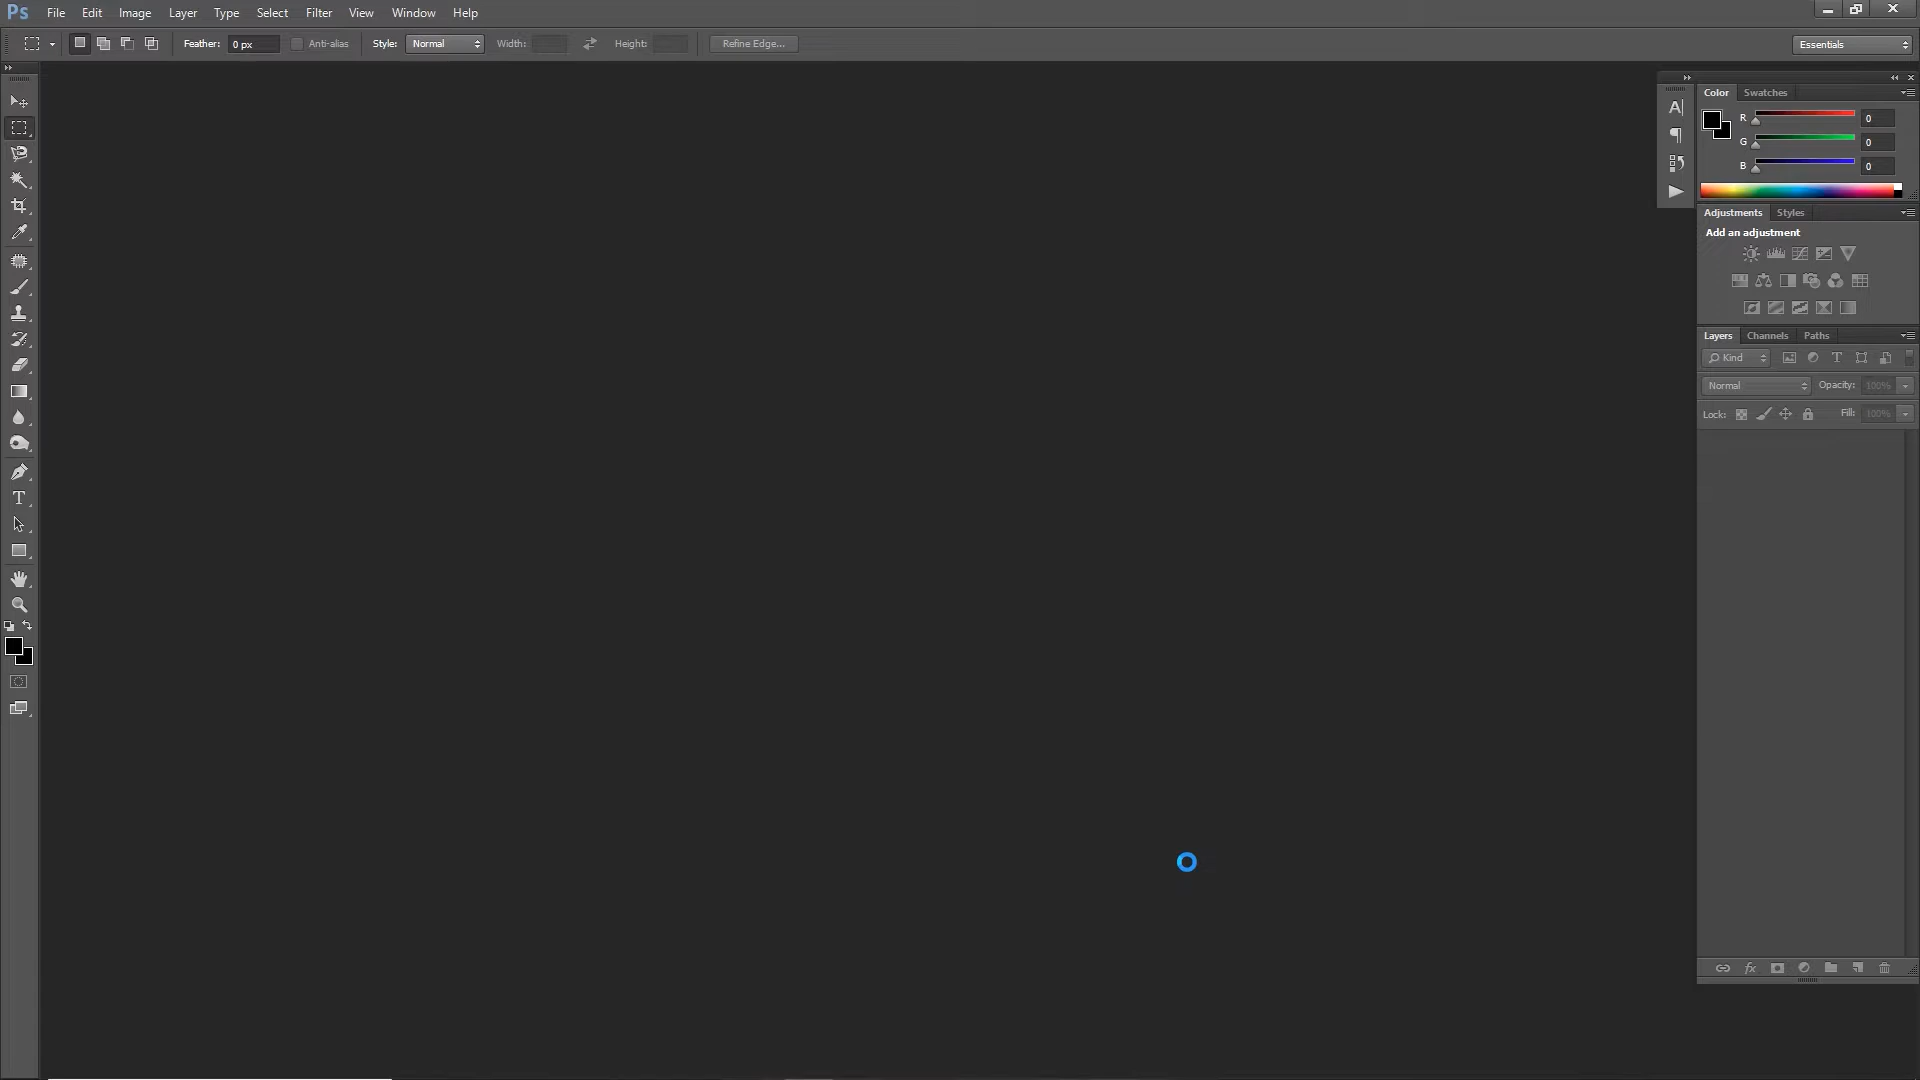 Ps File Edit Image Layer Type Select Filter View Window Help
Feather: 0 px Anti-alias Style: Normal Width: Height: Refine Edge... Essentials
Color Swatches
R 0
G 0
B 0
Adjustments Styles
Add an adjustment
Layers Channels Paths
Kind
Normal Opacity: 100%
Lock: Fill: 100%